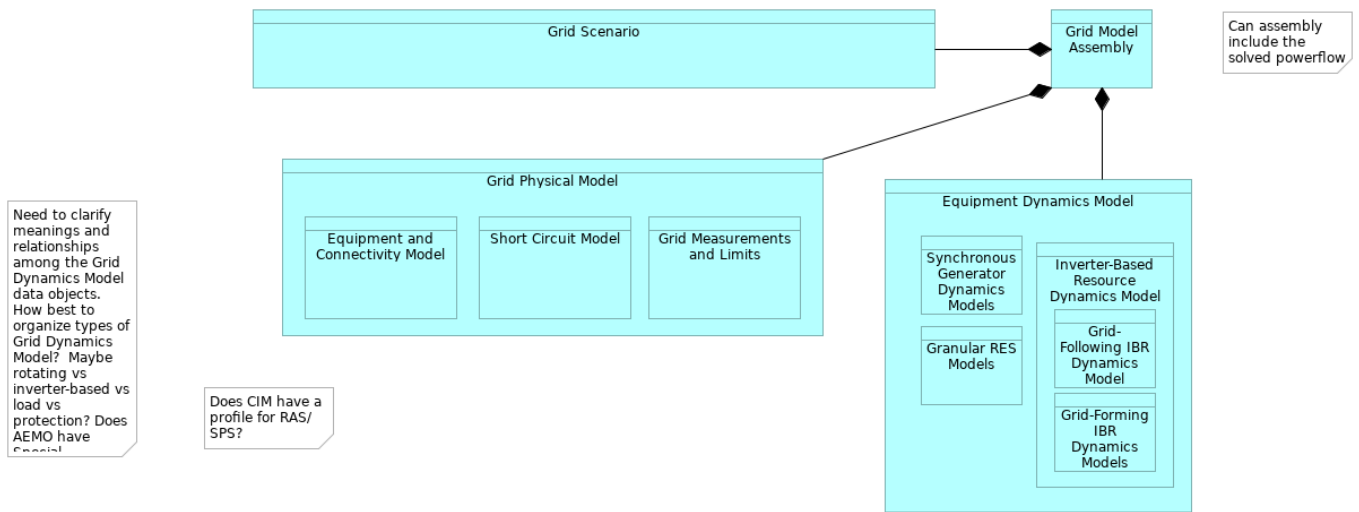 Grid Scenario
Grid Model
Assembly
Can assembly
include the
solved powerflow
Grid Physical Model
Equipment and
Connectivity Model
Short Circuit Model
Grid Measurements
and Limits
Equipment Dynamics Model
Synchronous
Generator
Dynamics
Models
Granular RES
Models
Inverter-Based
Resource
Dynamics Model
Grid-
Following IBR
Dynamics
Model
Grid-Forming
IBR
Dynamics
Models
Need to clarify
meanings and
relationships
among the Grid
Dynamics Model
data objects.
How best to
organize types of
Grid Dynamics
Model?  Maybe
rotating vs
inverter-based vs
load vs
protection? Does
AEMO have
Special
Does CIM have a
profile for RAS/
SPS?